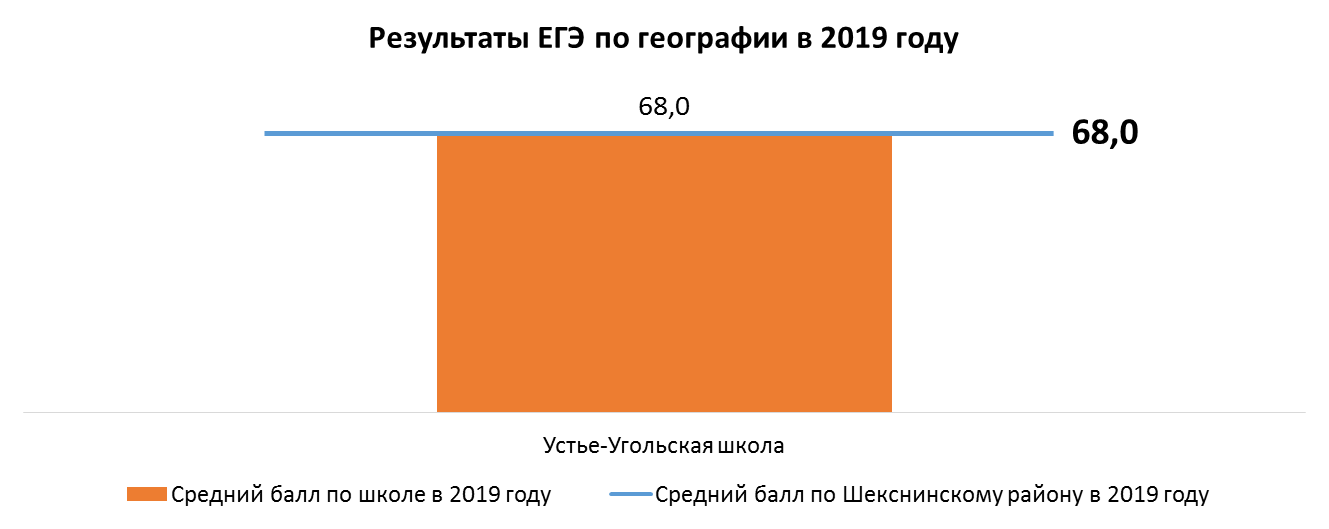 Результаты ЕГЭ по географии в 2019 году
68,0
68,0
Устье-Угольская школа
Средний балл по школе в 2019 году
Средний балл по Шекснинскому району в 2019 году